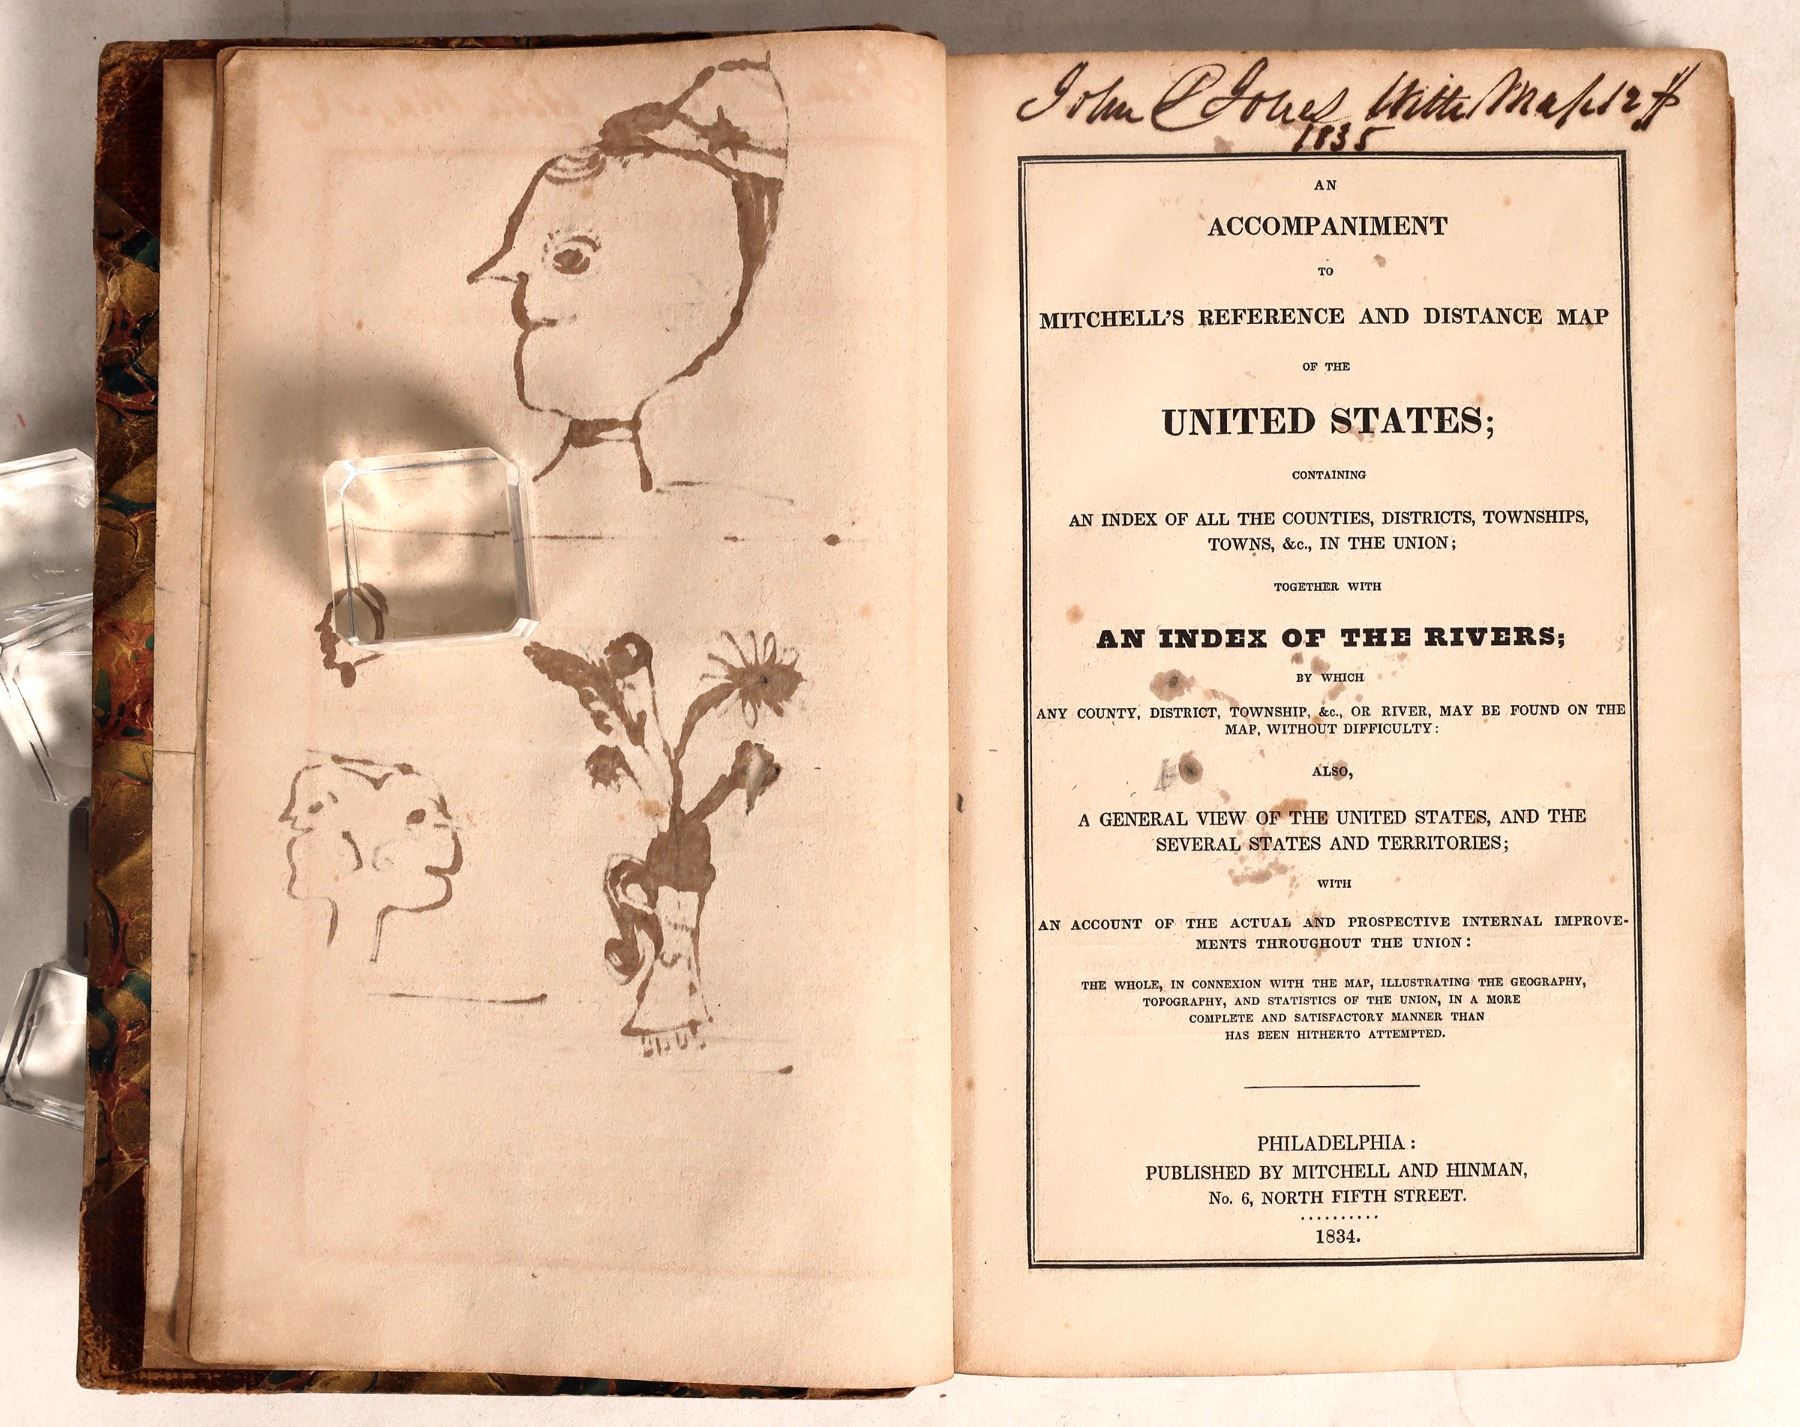 John C Jones With Map 12 $
1835
AN
ACCOMPANIMENT
TO
MITCHELL'S REFERENCE AND DISTANCE MAP
OF THE
UNITED STATES;
CONTAINING
AN INDEX OF ALL THE COUNTIES, DISTRICTS, TOWNSHIPS,
TOWNS, &c., IN THE UNION;
TOGETHER WITH
AN INDEX OF THE RIVERS;
BY WHICH
ANY COUNTY, DISTRICT, TOWNSHIP, &c., OR RIVER, MAY BE FOUND ON THE
MAP, WITHOUT DIFFICULTY:
ALSO,
A GENERAL VIEW OF THE UNITED STATES, AND THE
SEVERAL STATES AND TERRITORIES;
WITH
AN ACCOUNT OF THE ACTUAL AND PROSPECTIVE INTERNAL IMPROVE-
MENTS THROUGHOUT THE UNION:
THE WHOLE, IN CONNEXION WITH THE MAP, ILLUSTRATING THE GEOGRAPHY,
TOPOGRAPHY, AND STATISTICS OF THE UNION, IN A MORE
COMPLETE AND SATISFACTORY MANNER THAN
HAS BEEN HITHERTO ATTEMPTED.
PHILADELPHIA:
PUBLISHED BY MITCHELL AND HINMAN,
No. 6, NORTH FIFTH STREET.
..........
1834.